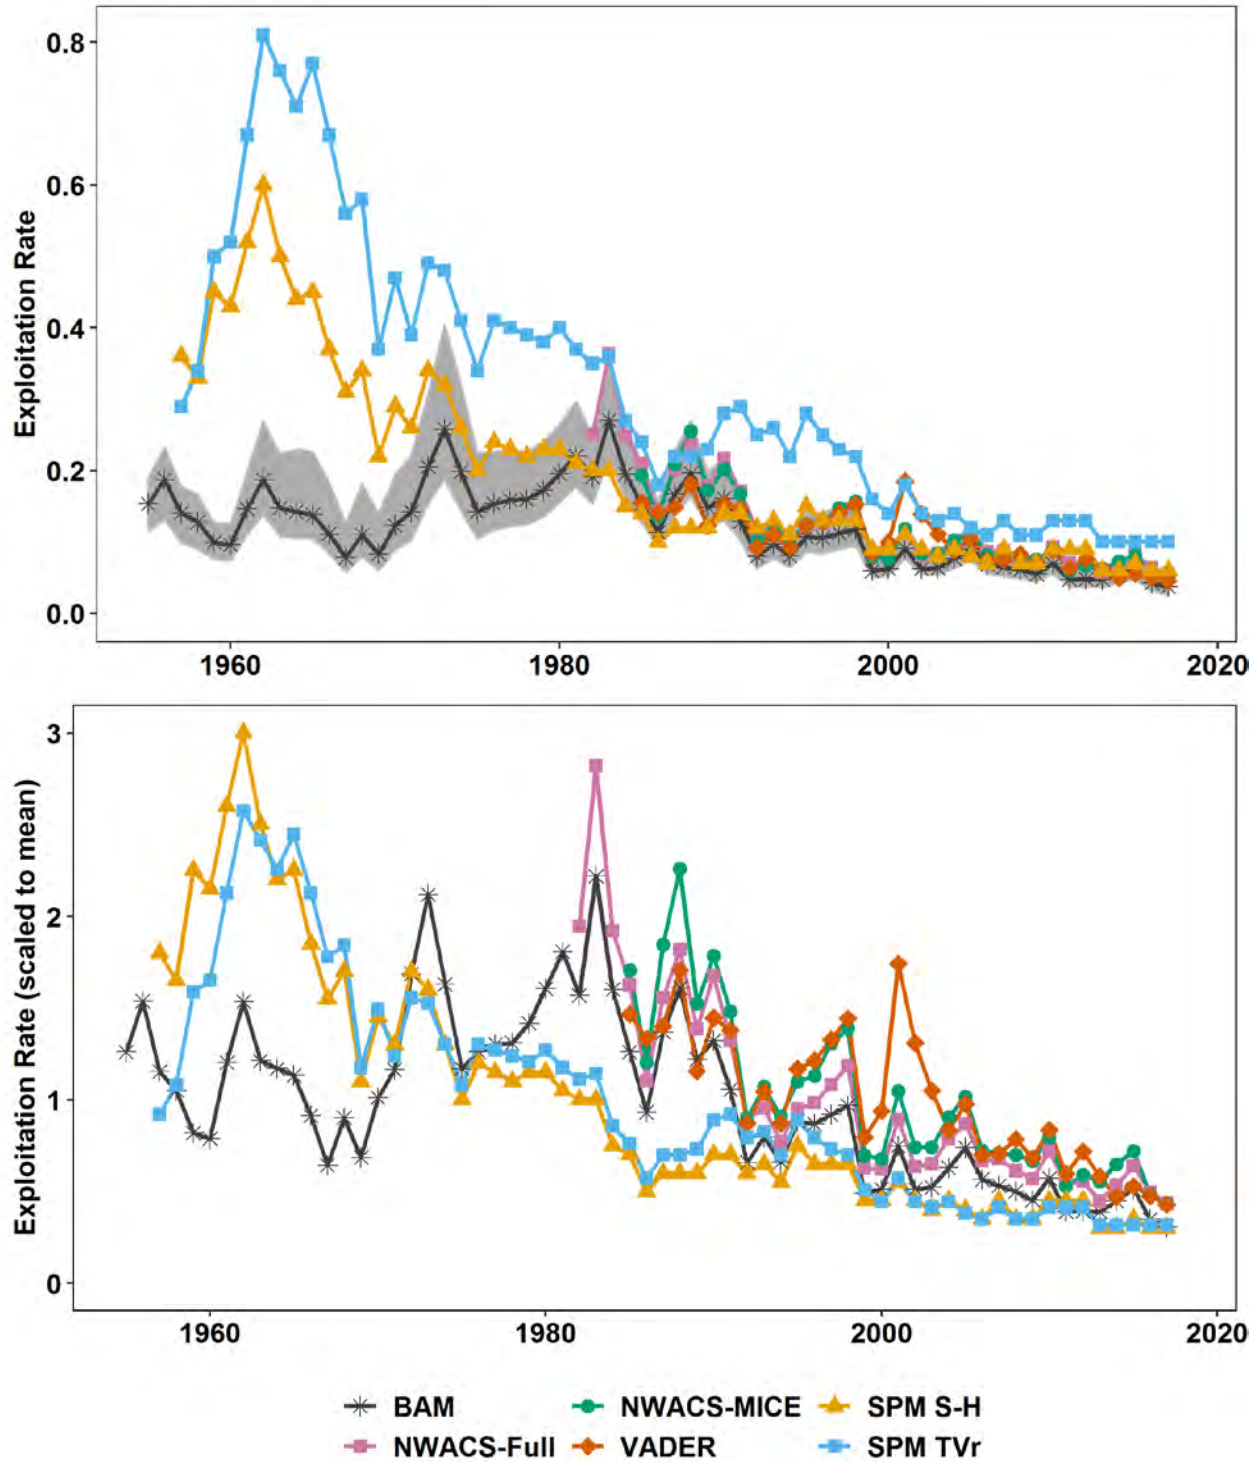 Exploitation Rate
0.8
0.6
0.4
0.2
0.0
1960 1980 2000 2020
Exploitation Rate (scaled to mean)
3
2
1
0
1960 1980 2000 2020
BAM NWACS-MICE SPM S-H
NWACS-Full VADER SPM TVr